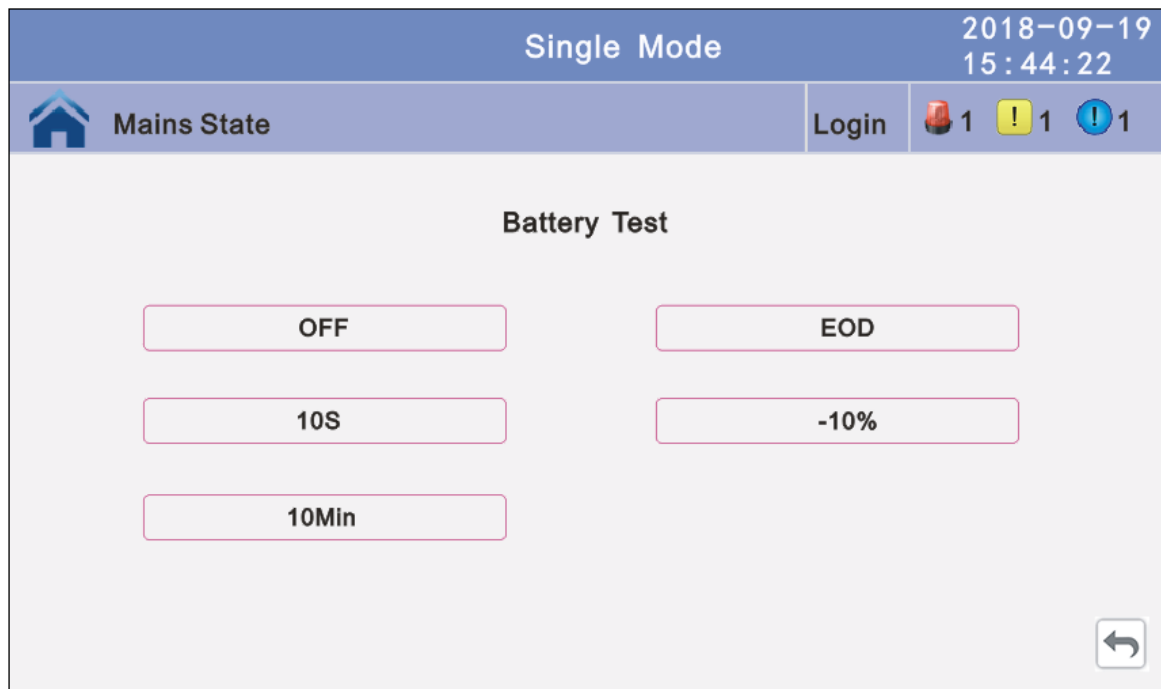 Single Mode
2018-09-19
15:44:22
Mains State
Login
1
! 1
! 1
Battery Test
OFF
EOD
10S
-10%
10Min